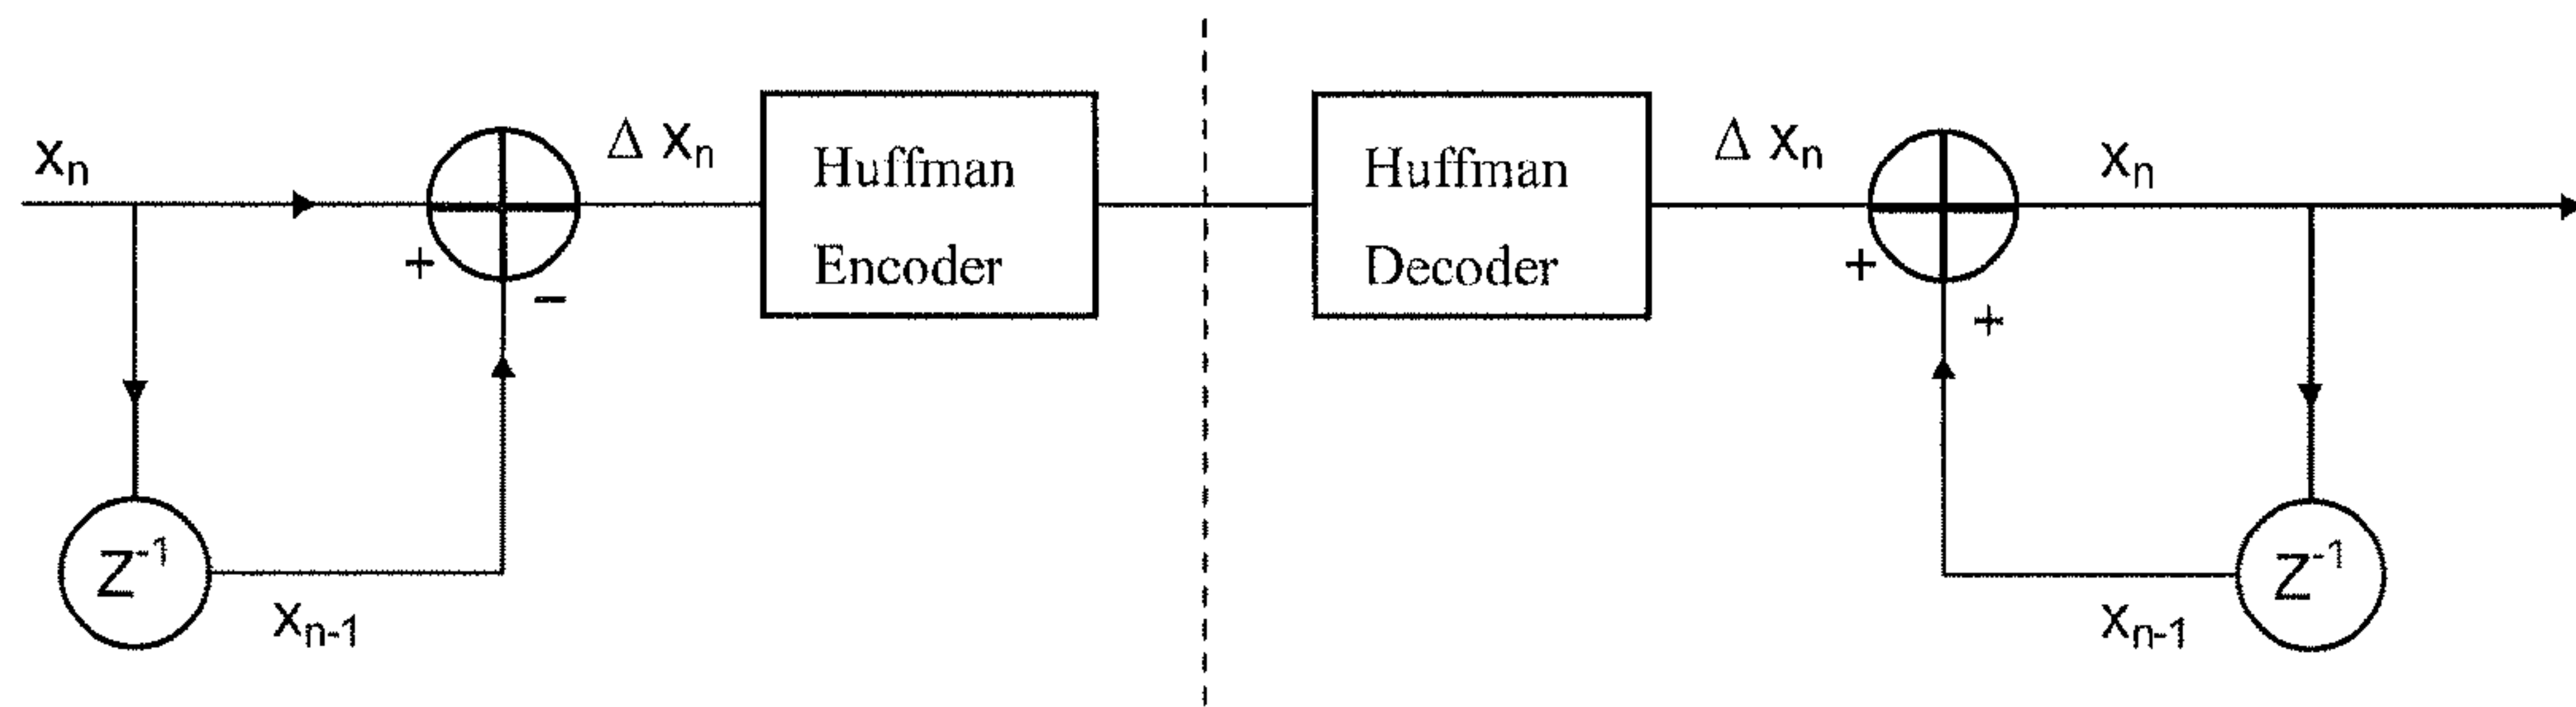 Xₙ
+
−
Δ Xₙ
Huffman
Encoder
Huffman
Decoder
Δ Xₙ
+
+
Xₙ
Z⁻¹
Xₙ₋₁
Xₙ₋₁
Z⁻¹